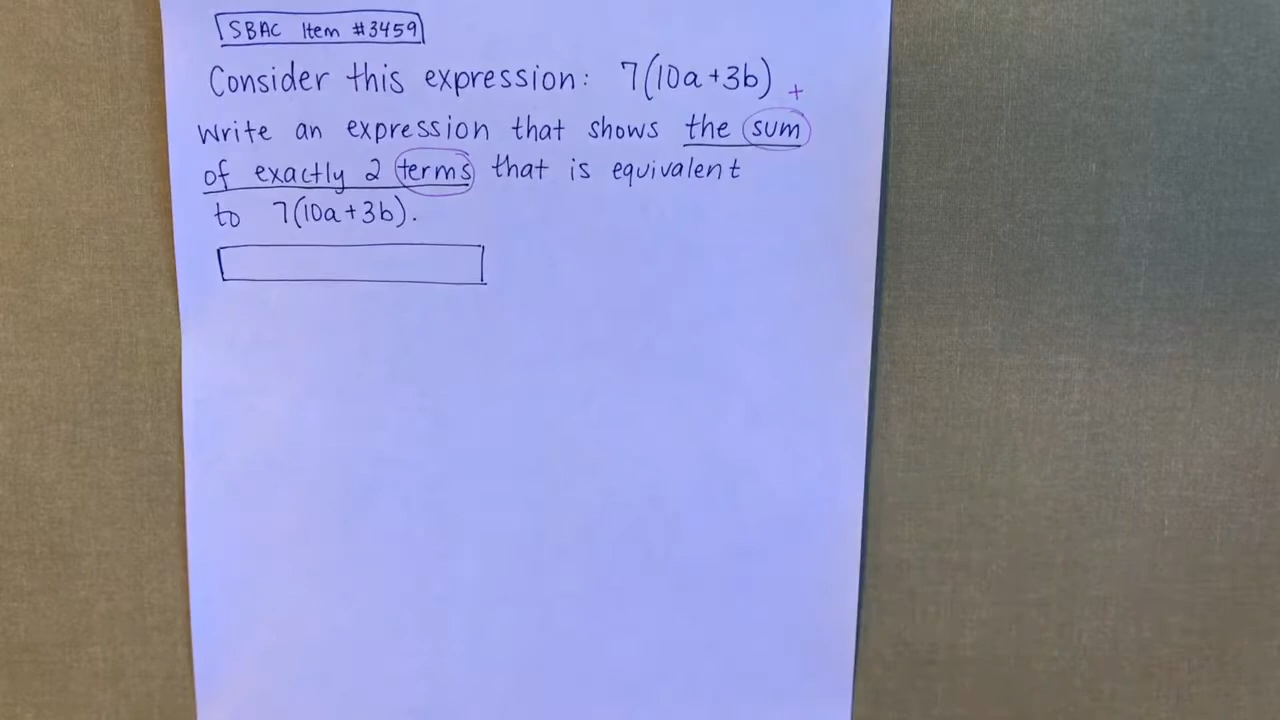 SBAC Item #3459
Consider this expression: 7(10a+3b)
+
Write an expression that shows the sum
of exactly 2 terms that is equivalent
to 7(10a+3b).